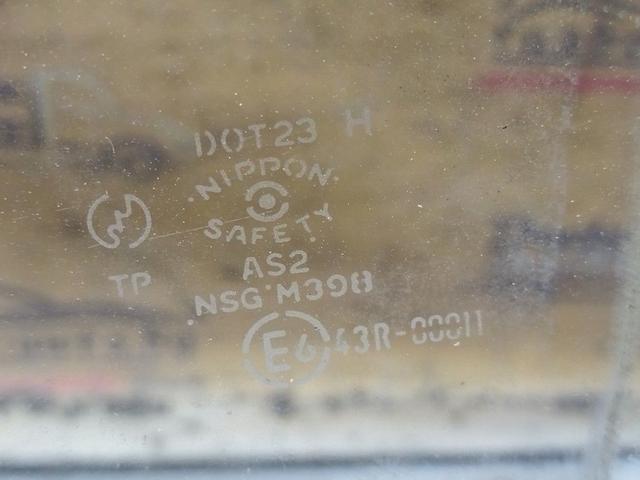 DOT23 H
NIPPON
SAFETY
TP
AS2
NSG M398
E6 43R-00011